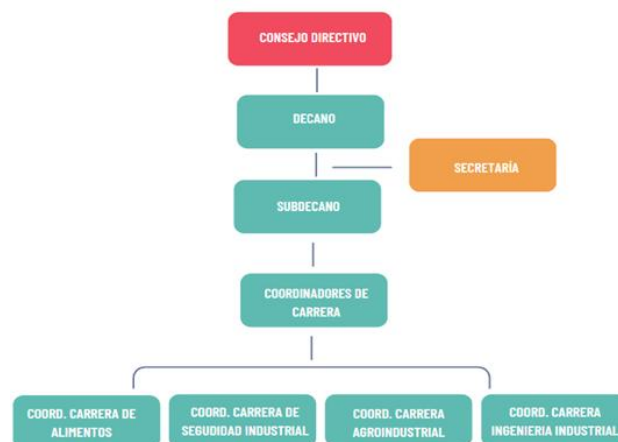 CONSEJO DIRECTIVO
DECANO
SECRETARÍA
SUBDECANO
COORDINADORES DE
CARRERA
COORD. CARRERA DE
ALIMENTOS
COORD. CARRERA DE
SEGUDIDAD INDUSTRIAL
COORD. CARRERA
AGROINDUSTRIAL
COORD. CARRERA
INGENIERIA INDUSTRIAL